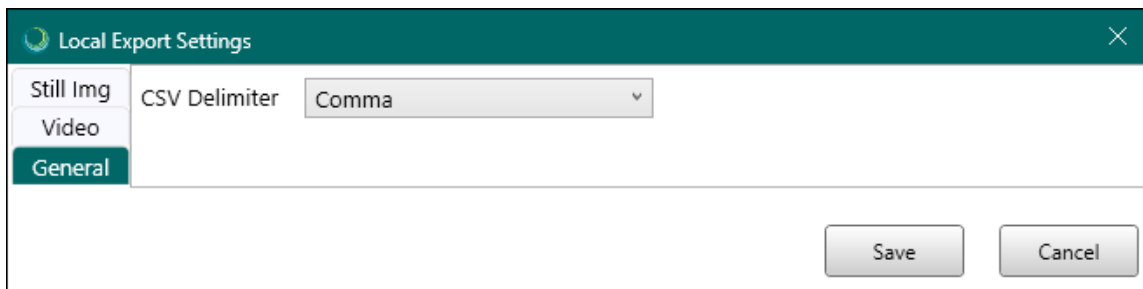 Local Export Settings
Still Img
CSV Delimiter Comma
Video
General
Save Cancel